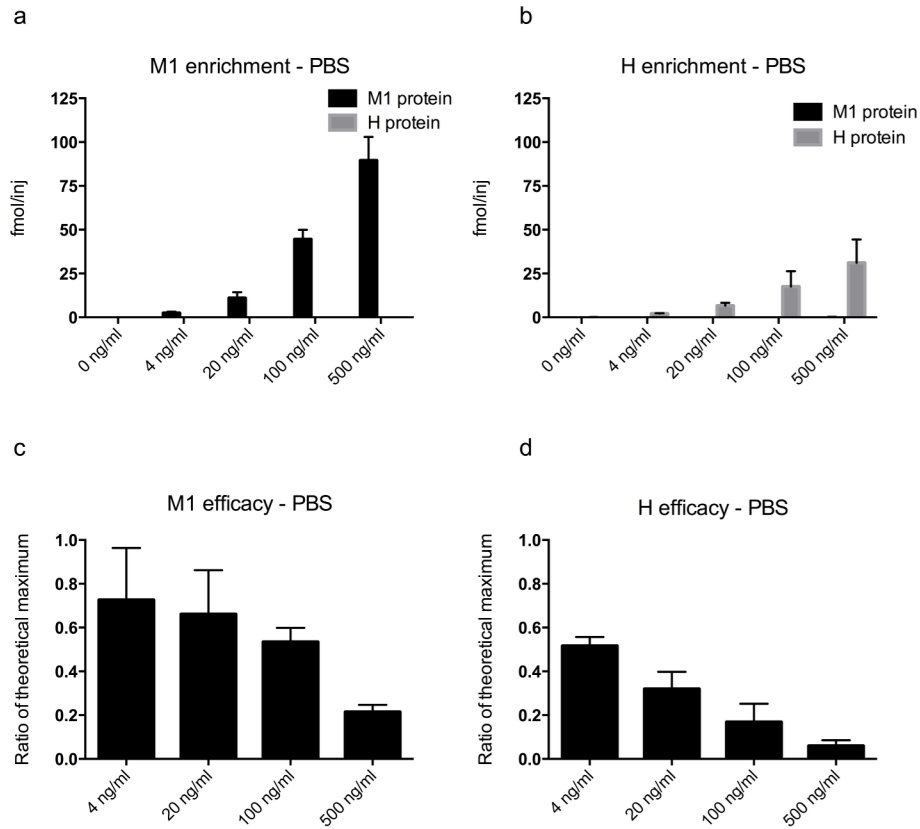 a
M1 enrichment - PBS
fmol/inj
125
100
75
50
25
0
M1 protein
H protein
0 ng/ml
4 ng/ml
20 ng/ml
100 ng/ml
500 ng/ml
b
H enrichment - PBS
fmol/inj
125
100
75
50
25
0
M1 protein
H protein
0 ng/ml
4 ng/ml
20 ng/ml
100 ng/ml
500 ng/ml
c
M1 efficacy - PBS
Ratio of theoretical maximum
1.0
0.8
0.6
0.4
0.2
0.0
4 ng/ml
20 ng/ml
100 ng/ml
500 ng/ml
d
H efficacy - PBS
Ratio of theoretical maximum
1.0
0.8
0.6
0.4
0.2
0.0
4 ng/ml
20 ng/ml
100 ng/ml
500 ng/ml